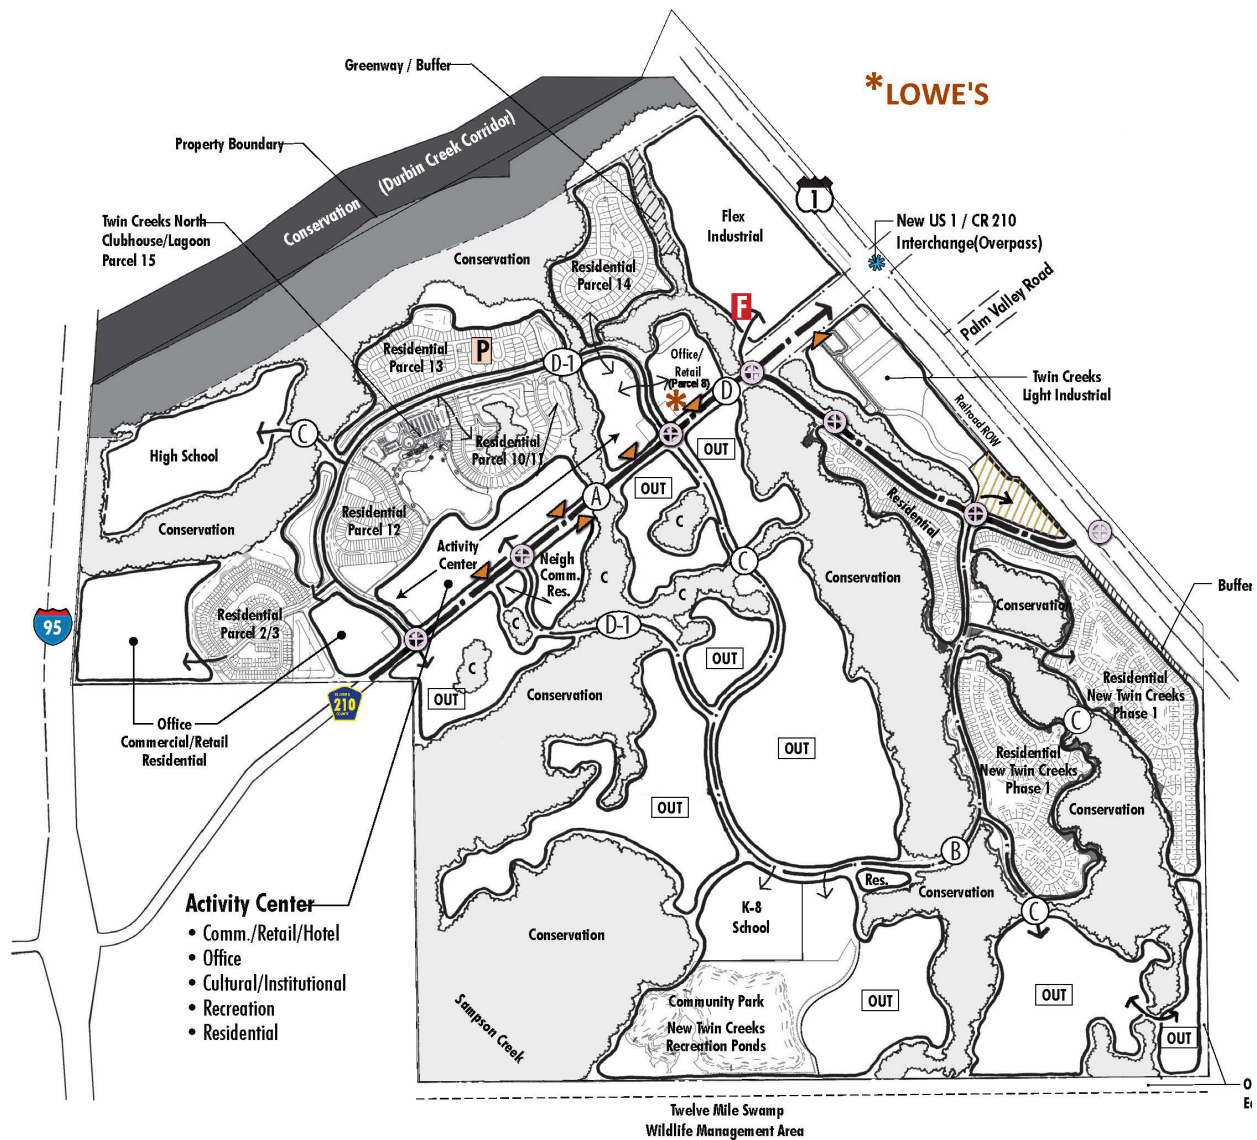 *LOWE'S
Greenway / Buffer
Property Boundary
Conservation (Durbin Creek Corridor)
Twin Creeks North
Clubhouse/Lagoon
Parcel 15
Conservation
Residential
Parcel 14
Flex
Industrial
1
New US 1 / CR 210
Interchange(Overpass)
Palm Valley Road
F
Residential
Parcel 13
P
D-1
Office/
Retail
(Parcel 8)
*
D
Twin Creeks
Light Industrial
Railroad ROW
High School
C
Residential
Parcel 10/11
OUT
OUT
A
Residential
Parcel 12
Conservation
Residential
C
Activity
Center
Neigh
Comm.
Res.
C
C
C
Conservation
Conservation
Buffer
95
Residential
Parcel 2/3
C
D-1
C
OUT
OUT
Conservation
210
COUNTY
Office
Commercial/Retail
Residential
Residential
New Twin Creeks
Phase 1
C
OUT
Residential
New Twin Creeks
Phase 1
OUT
Conservation
B
Res.
Conservation
C
Activity Center
• Comm./Retail/Hotel
• Office
• Cultural/Institutional
• Recreation
• Residential
K-8
School
Conservation
Sampson Creek
Community Park
New Twin Creeks
Recreation Ponds
OUT
OUT
OUT
Twelve Mile Swamp
Wildlife Management Area